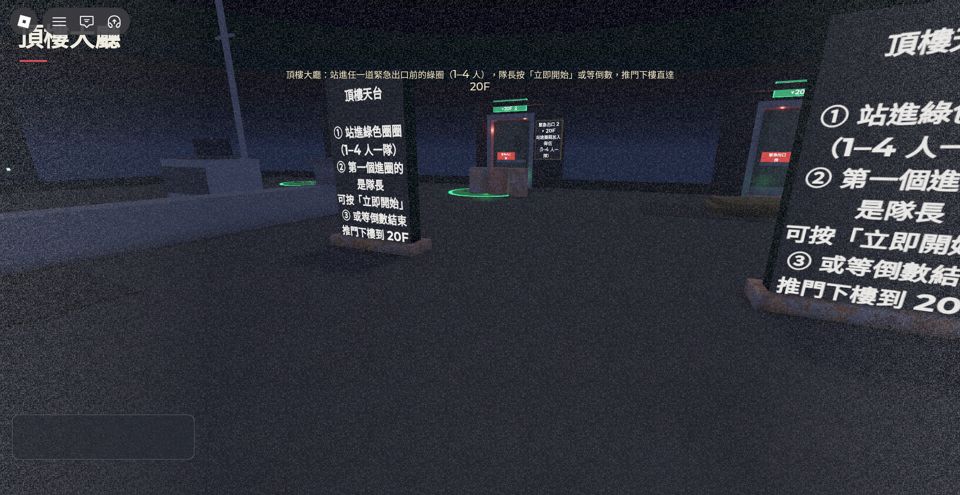 頂樓大廳
頂樓大廳：站進任一道緊急出口前的綠圈（1–4 人），隊長按「立即開始」或等倒數，推門下樓直達
20F
頂樓天台
① 站進綠色圈圈
（1–4 人一隊）
② 第一個進圈的
是隊長
可按「立即開始」
③ 或等倒數結束
推門下樓到 20F
緊急出口 2
頂樓天
① 站進綠色
（1–4 人一
② 第一個進
是隊長
可按「立即開始
③ 或等倒數結
推門下樓到 20